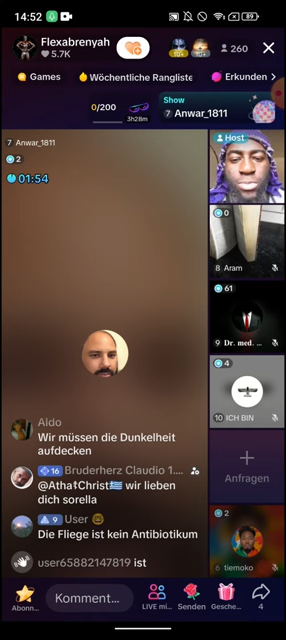 14:52
89
Flexabrenyah
5.7K
260
Games
Wöchentliche Rangliste
Erkunden
0/200
3h28m
Show
7 Anwar_1811
7 Anwar_1811
2
01:54
Host
0
8 Aram
61
9 Dr. med. ...
4
10 ICH BIN
Anfragen
2
6 tiemoko
Aldo
Wir müssen die Dunkelheit
aufdecken
16 Bruderherz Claudio 1....
@Atha†Christ🇬🇷 wir lieben
dich sorella
9 User
Die Fliege ist kein Antibiotikum
user65882147819 ist
Abonn...
Komment...
LIVE mi...
Senden
Gesche...
4